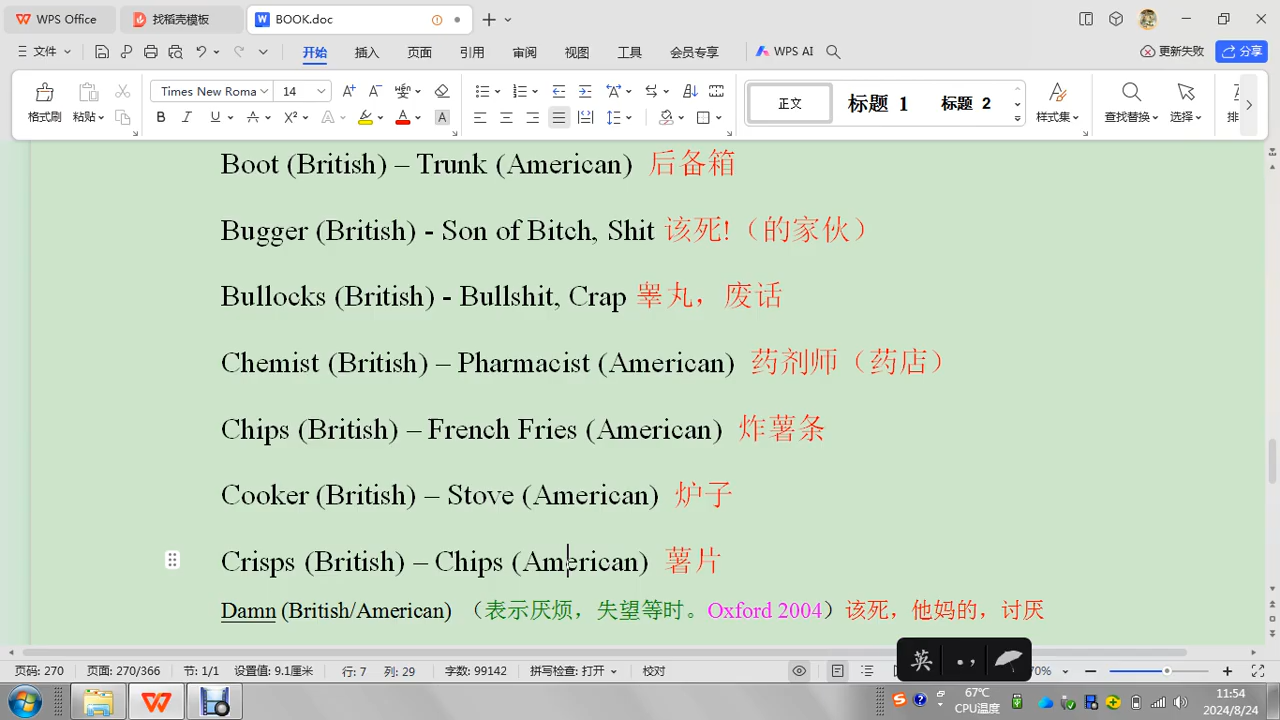 WPS Office
找稻壳模板
BOOK.doc
文件
开始
插入
页面
引用
审阅
视图
工具
会员专享
WPS AI
更新失败
分享
格式刷
粘贴
Times New Roma
14
正文
标题 1
标题 2
样式集
查找替换
选择
排
Boot (British) – Trunk (American) 后备箱
Bugger (British) - Son of Bitch, Shit 该死!（的家伙）
Bullocks (British) - Bullshit, Crap 睾丸，废话
Chemist (British) – Pharmacist (American) 药剂师（药店）
Chips (British) – French Fries (American) 炸薯条
Cooker (British) – Stove (American) 炉子
Crisps (British) – Chips (American) 薯片
Damn (British/American) （表示厌烦，失望等时。Oxford 2004）该死，他妈的，讨厌
页码: 270
页面: 270/366
节: 1/1
设置值: 9.1厘米
行: 7
列: 29
字数: 99142
拼写检查: 打开
校对
英
70%
67℃
CPU温度
11:54
2024/8/24